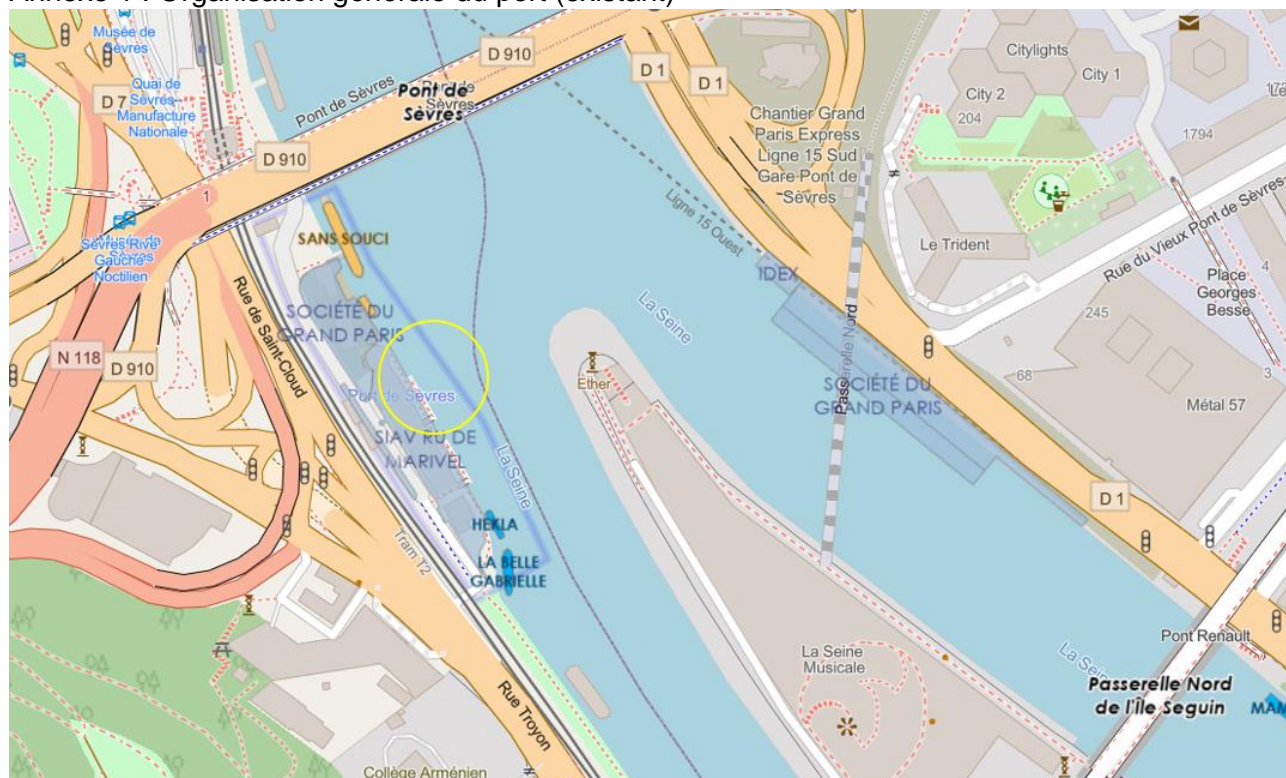 Annexe 1 : Organisation générale du port (existant)
Musée de
Sèvres
Quai de
Sèvres-
Manufacture
Nationale
D 7
Pont de Sèvres
D 910
Pont de
Sèvres
D 910
D 1
D 1
Chantier Grand
Paris Express
Ligne 15 Sud
Gare Pont de
Sèvres
Citylights
City 1
City 2
204
1794
Le Trident
Rue du Vieux Pont de Sèvres
Place
Georges
Besse
4
3
245
68
Métal 57
1
Sèvres Rive
Gauche
Noctilien
N 118
D 910
Rue de Saint-Cloud
SANS SOUCI
SOCIÉTÉ DU
GRAND PARIS
Port de Sèvres
SIAV RU DE
MARIVEL
La Seine
HEKLA
LA BELLE
GABRIELLE
Tram T2
Rue Troyon
Collège Arménien
Ether
La Seine
Ligne 15 Ouest
IDEX
Passerelle Nord
SOCIÉTÉ DU
GRAND PARIS
D 1
La Seine
Musicale
Pont Renault
Passerelle Nord
de l'Île Seguin
MAM